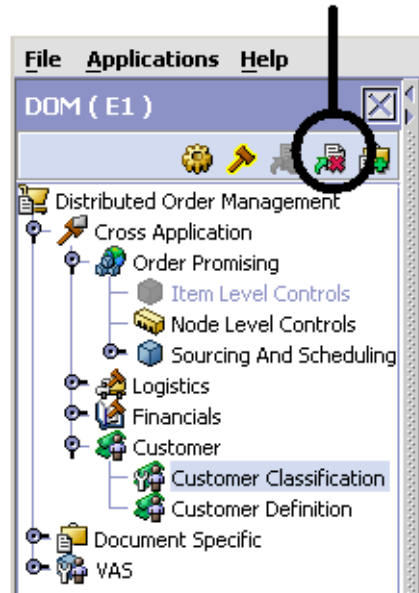 File Applications Help
DOM ( E1 )
Distributed Order Management
Cross Application
Order Promising
Item Level Controls
Node Level Controls
Sourcing And Scheduling
Logistics
Financials
Customer
Customer Classification
Customer Definition
Document Specific
VAS